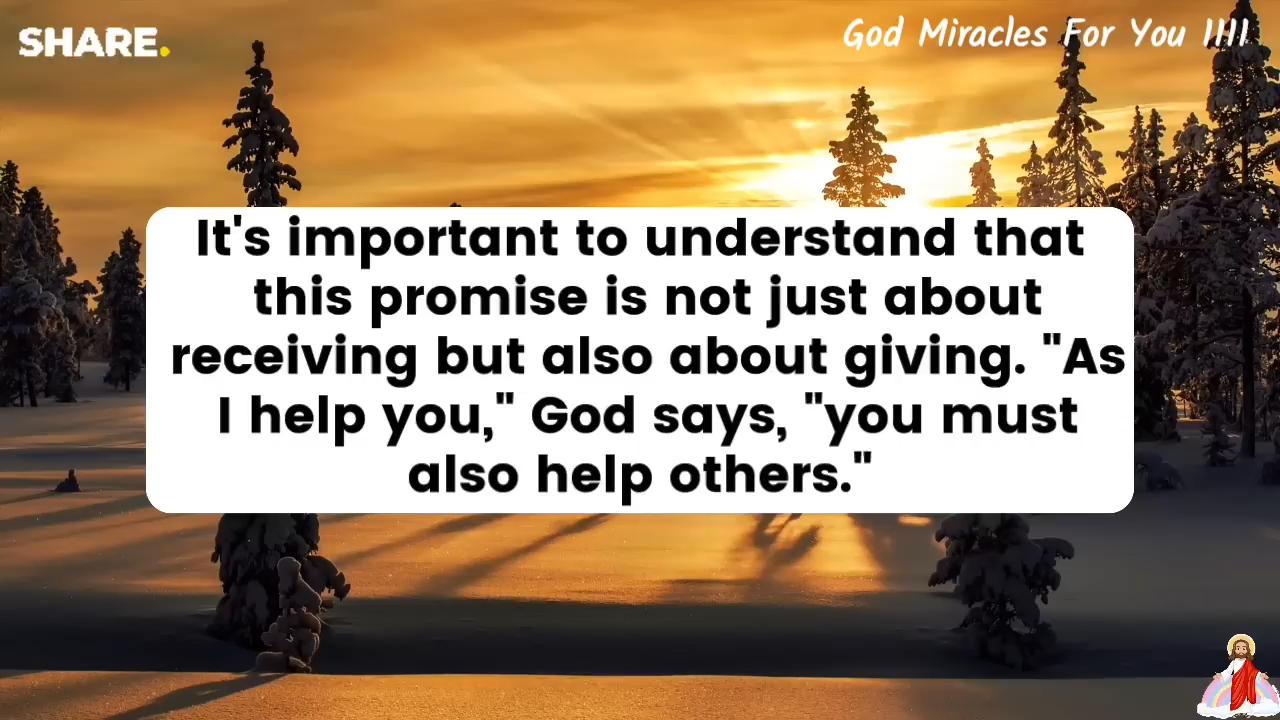 SHARE.
God Miracles For You 1111
It's important to understand that
this promise is not just about
receiving but also about giving. "As
I help you," God says, "you must
also help others."